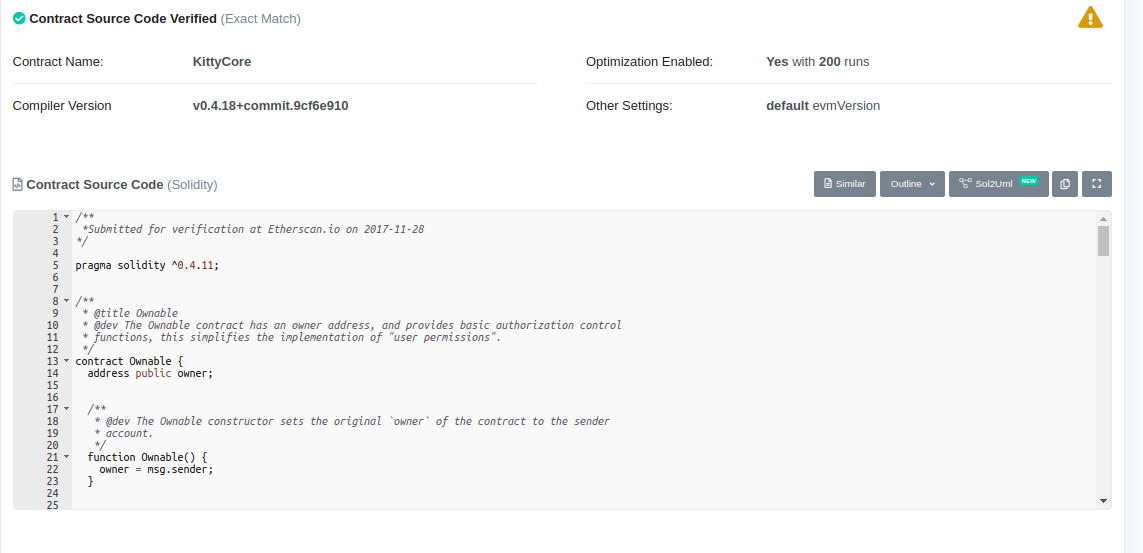 Contract Source Code Verified (Exact Match)
Contract Name: KittyCore Optimization Enabled: Yes with 200 runs
Compiler Version v0.4.18+commit.9cf6e910 Other Settings: default evmVersion
Contract Source Code (Solidity) Similar Outline Sol2Uml NEW
1 /**
2 *Submitted for verification at Etherscan.io on 2017-11-28
3 */
4
5 pragma solidity ^0.4.11;
6
7
8 /**
9 * @title Ownable
10 * @dev The Ownable contract has an owner address, and provides basic authorization control
11 * functions, this simplifies the implementation of "user permissions".
12 */
13 contract Ownable {
14 address public owner;
15
16
17 /**
18 * @dev The Ownable constructor sets the original `owner` of the contract to the sender
19 * account.
20 */
21 function Ownable() {
22 owner = msg.sender;
23 }
24
25